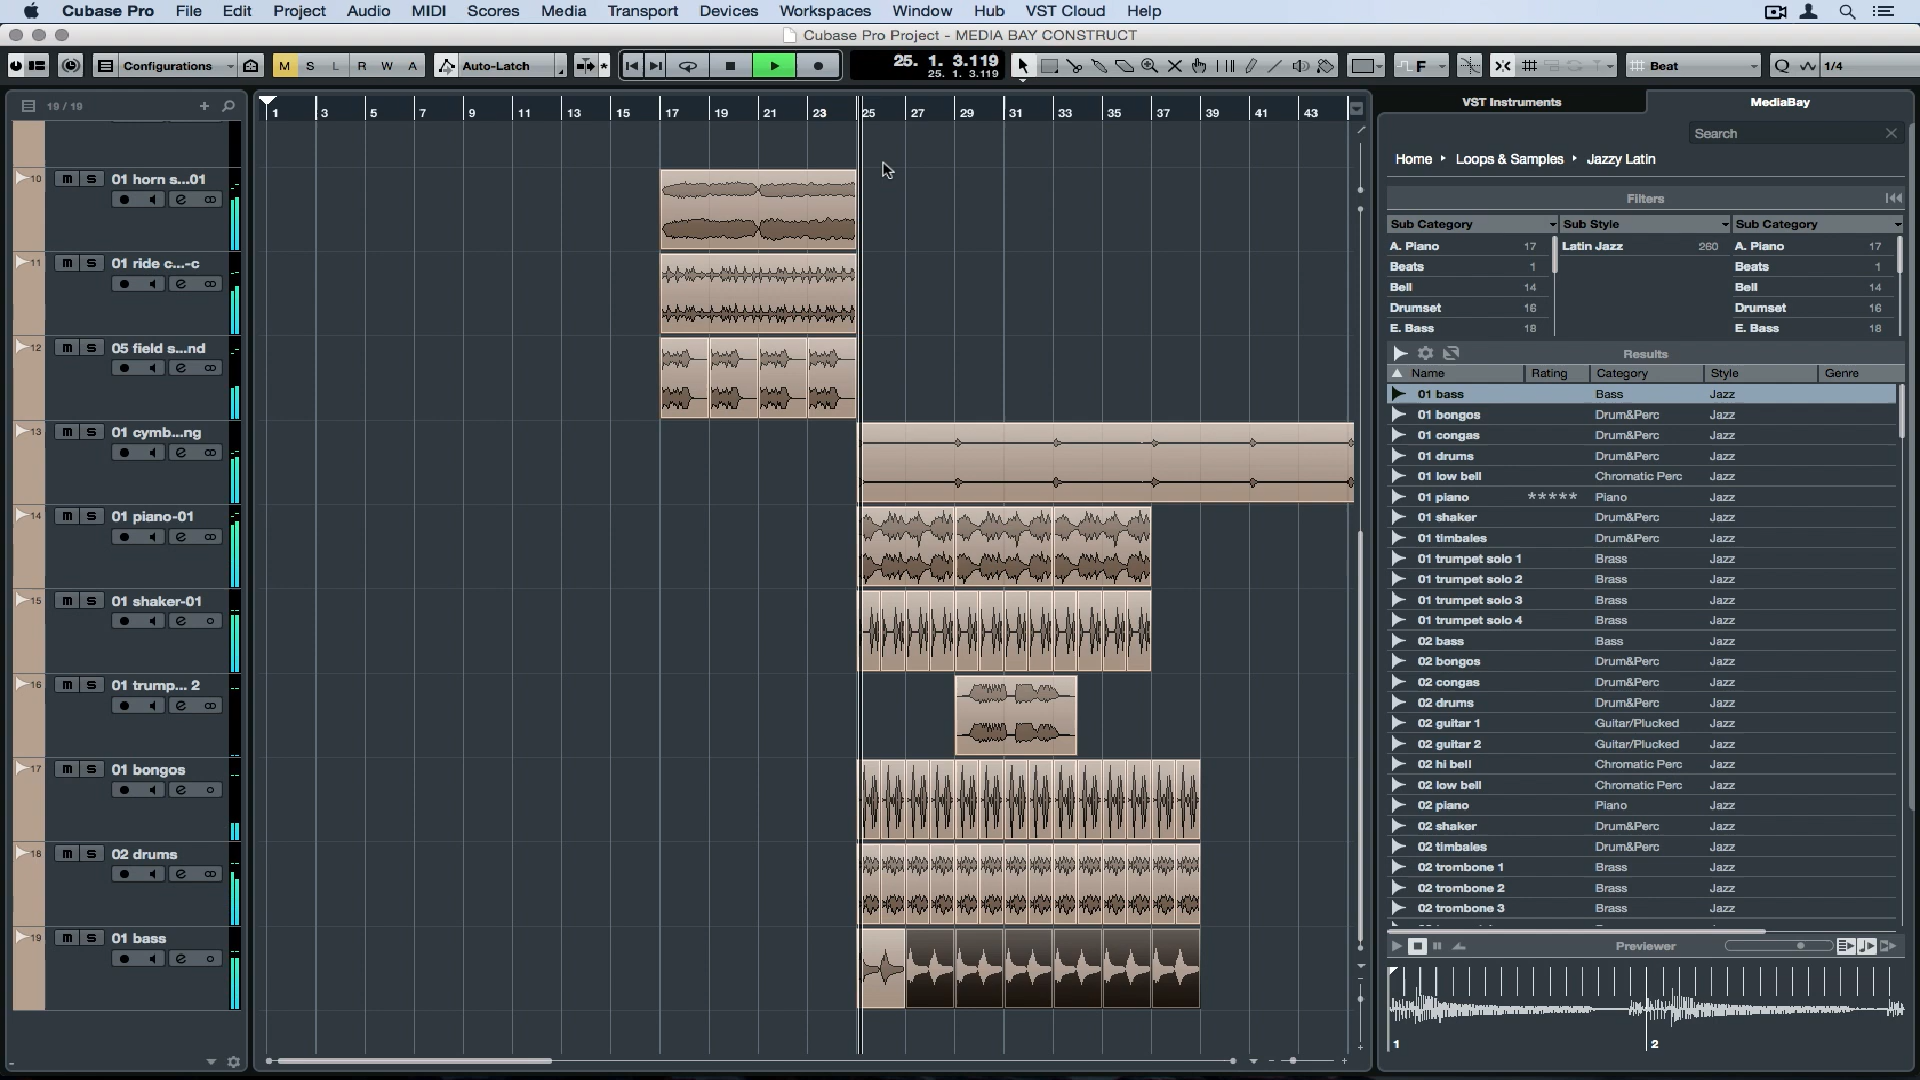 Cubase Pro File Edit Project Audio MIDI Scores Media Transport Devices Workspaces Window Hub VST Cloud Help
Cubase Pro Project - MEDIA BAY CONSTRUCT
Configurations M S L R W A Auto-Latch 25. 1. 3.119 F Beat Q 1/4
25. 1. 3.119
19 / 19
1 3 5 7 9 11 13 15 17 19 21 23 25 27 29 31 33 35 37 39 41 43
10 m S 01 horn s...01
e
11 m S 01 ride c...-c
e
12 m S 05 field s...nd
e
13 m S 01 cymb...ng
e
14 m S 01 piano-01
e
15 m S 01 shaker-01
e
16 m S 01 trump... 2
e
17 m S 01 bongos
e
18 m S 02 drums
e
19 m S 01 bass
e
VST Instruments MediaBay
Search
Home Loops & Samples Jazzy Latin
Filters
Sub Category Sub Style Sub Category
A. Piano 17 Latin Jazz 260 A. Piano 17
Beats 1 Beats 1
Bell 14 Bell 14
Drumset 16 Drumset 16
E. Bass 18 E. Bass 18
Results
Name Rating Category Style Genre
01 bass Bass Jazz
01 bongos Drum&Perc Jazz
01 congas Drum&Perc Jazz
01 drums Drum&Perc Jazz
01 low bell Chromatic Perc Jazz
01 piano ***** Piano Jazz
01 shaker Drum&Perc Jazz
01 timbales Drum&Perc Jazz
01 trumpet solo 1 Brass Jazz
01 trumpet solo 2 Brass Jazz
01 trumpet solo 3 Brass Jazz
01 trumpet solo 4 Brass Jazz
02 bass Bass Jazz
02 bongos Drum&Perc Jazz
02 congas Drum&Perc Jazz
02 drums Drum&Perc Jazz
02 guitar 1 Guitar/Plucked Jazz
02 guitar 2 Guitar/Plucked Jazz
02 hi bell Chromatic Perc Jazz
02 low bell Chromatic Perc Jazz
02 piano Piano Jazz
02 shaker Drum&Perc Jazz
02 timbales Drum&Perc Jazz
02 trombone 1 Brass Jazz
02 trombone 2 Brass Jazz
02 trombone 3 Brass Jazz
Previewer
1 2